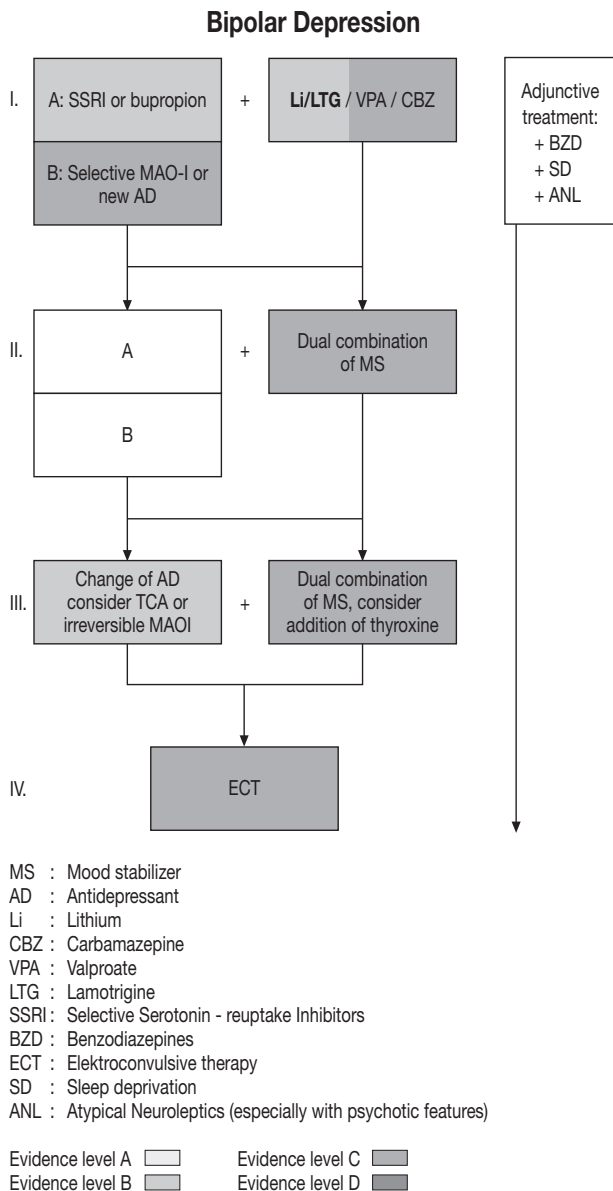 Bipolar Depression
I.
A: SSRI or bupropion
+
Li/LTG / VPA / CBZ
B: Selective MAO-I or
new AD
Adjunctive
treatment:
+ BZD
+ SD
+ ANL
II.
A
+
Dual combination
of MS
B
III.
Change of AD
consider TCA or
irreversible MAOI
+
Dual combination
of MS, consider
addition of thyroxine
IV.
ECT
MS : Mood stabilizer
AD : Antidepressant
Li : Lithium
CBZ : Carbamazepine
VPA : Valproate
LTG : Lamotrigine
SSRI : Selective Serotonin - reuptake Inhibitors
BZD : Benzodiazepines
ECT : Elektroconvulsive therapy
SD : Sleep deprivation
ANL : Atypical Neuroleptics (especially with psychotic features)
Evidence level A
Evidence level C
Evidence level B
Evidence level D